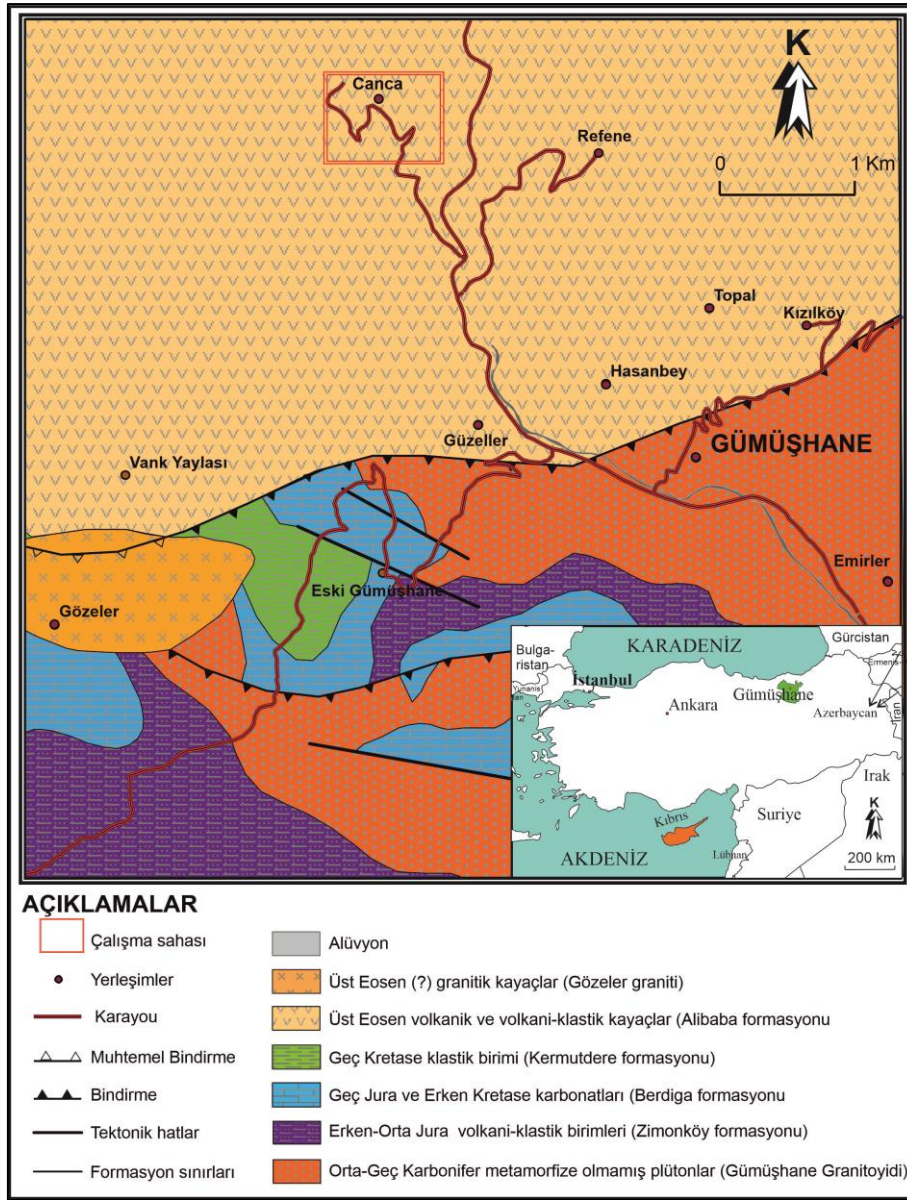 Canca
K
Refene
0 1 Km
Topal
Kızılköy
Hasanbey
Güzeller
GÜMÜŞHANE
Vank Yaylası
Emirler
Eski Gümüşhane
Gözeler
KARADENİZ
Gürcistan
Bulga-
ristan
Ermenis-
Yunanis-
İstanbul
Gümüşhane
Ankara
Azerbaycan
İran
Irak
Suriye
Kıbrıs
K
AKDENİZ
Lübnan
200 km
AÇIKLAMALAR
Çalışma sahası
Yerleşimler
Karayou
Muhtemel Bindirme
Bindirme
Tektonik hatlar
Formasyon sınırları
Alüvyon
Üst Eosen (?) granitik kayaçlar (Gözeler graniti)
Üst Eosen volkanik ve volkani-klastik kayaçlar (Alibaba formasyonu
Geç Kretase klastik birimi (Kermutdere formasyonu)
Geç Jura ve Erken Kretase karbonatları (Berdiga formasyonu
Erken-Orta Jura volkani-klastik birimleri (Zimonköy formasyonu)
Orta-Geç Karbonifer metamorfize olmamış plütonlar (Gümüşhane Granitoyidi)